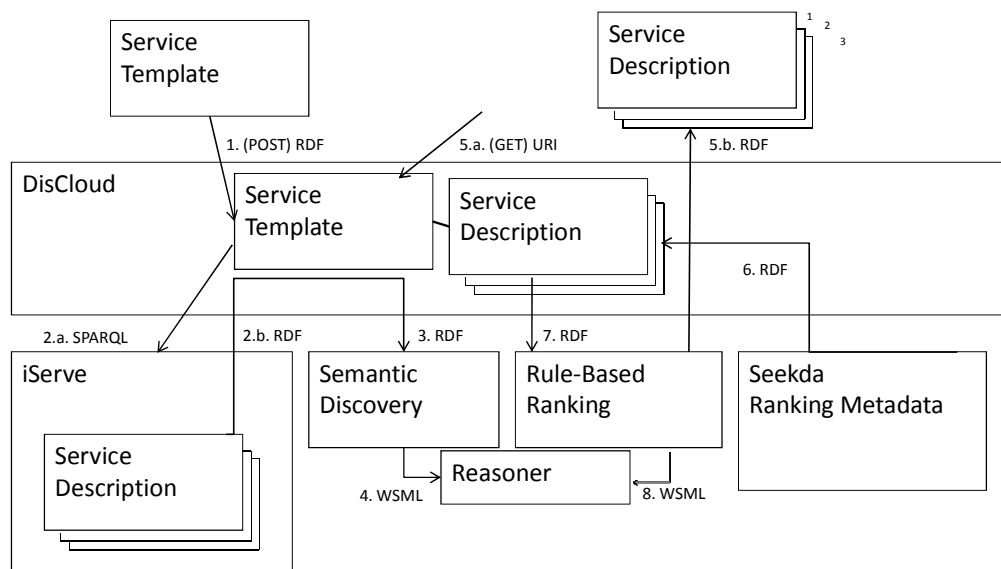 Service
Template
Service
Description
1
2
3
1. (POST) RDF
5.a. (GET) URI
5.b. RDF
DisCloud
Service
Template
Service
Description
6. RDF
2.a. SPARQL
2.b. RDF
3. RDF
7. RDF
iServe
Semantic
Discovery
Rule-Based
Ranking
Seekda
Ranking Metadata
Service
Description
Reasoner
4. WSML
8. WSML